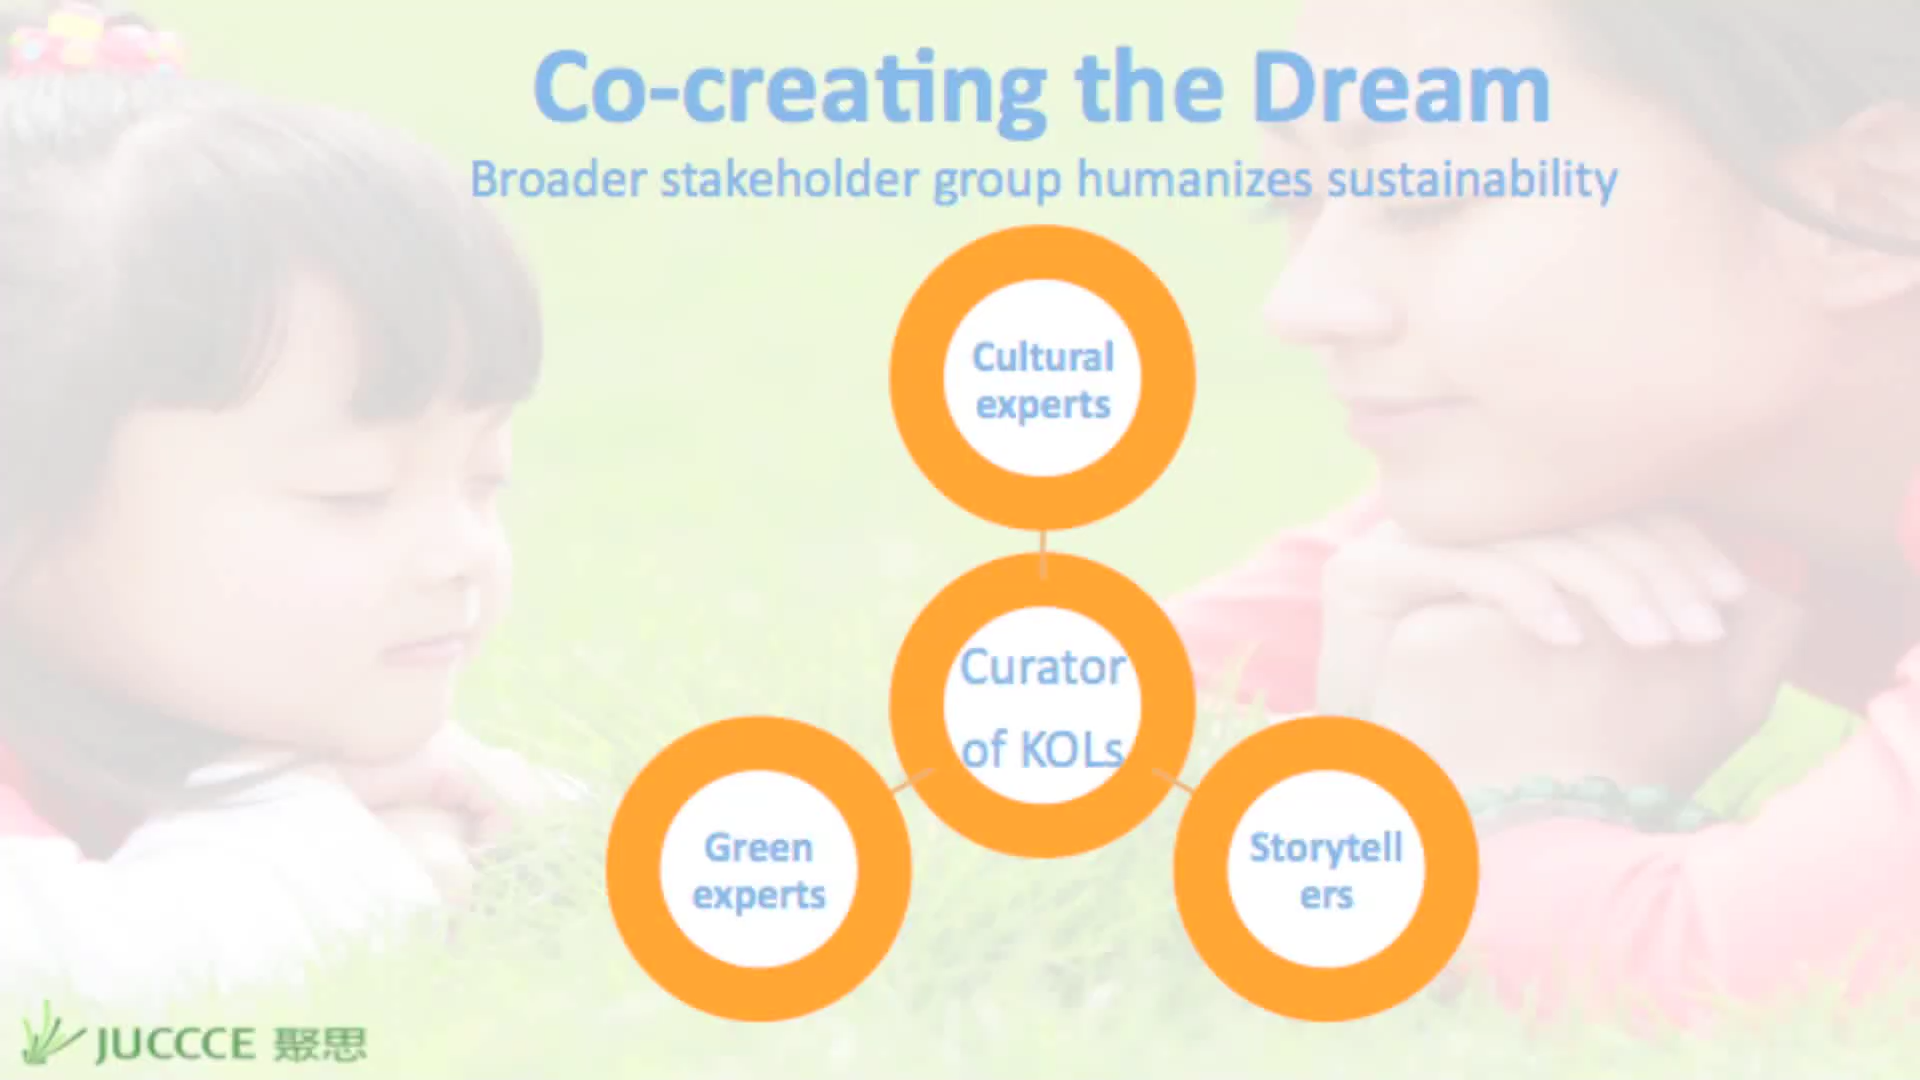 Co-creating the Dream
Broader stakeholder group humanizes sustainability
Cultural
experts
Curator
of KOLs
Green
experts
Storytell
ers
JUCCCE 聚思